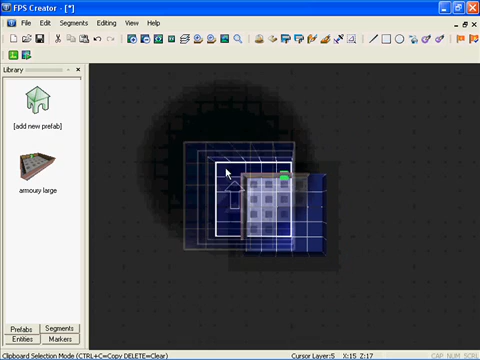 FPS Creator - [*]
File Edit Segments Editing View Help
Library
[add new prefab]
armoury large
Prefabs Segments
Entities Markers
Clipboard Selection Mode (CTRL+C=Copy DELETE=Clear) Cursor Layer:5 X:15 Z:17 CAP NUM SCRL